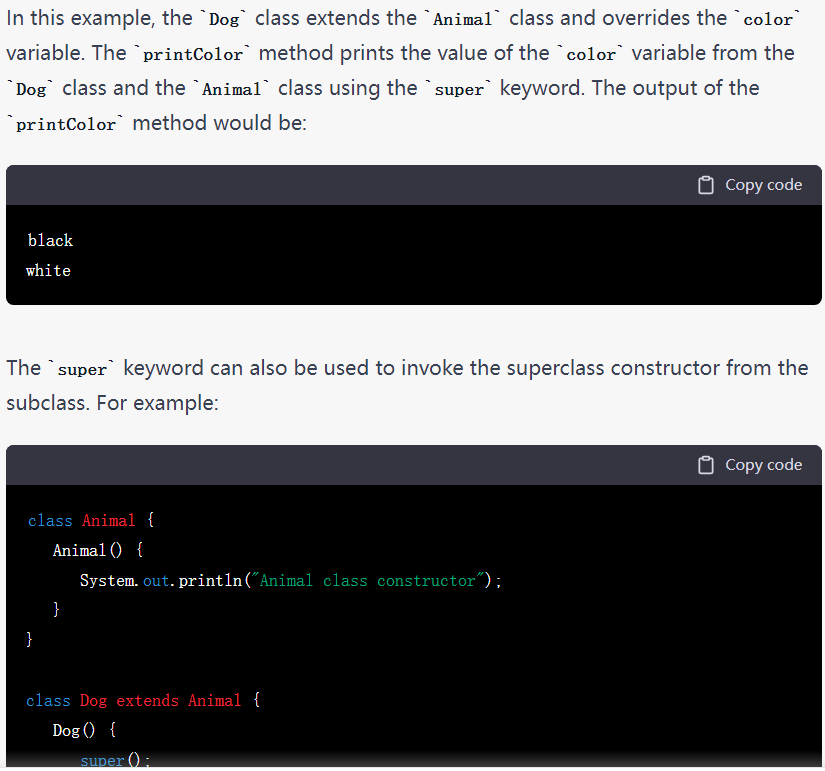 In this example, the `Dog` class extends the `Animal` class and overrides the `color`
variable. The `printColor` method prints the value of the `color` variable from the
`Dog` class and the `Animal` class using the `super` keyword. The output of the
`printColor` method would be:
Copy code
black
white
The `super` keyword can also be used to invoke the superclass constructor from the
subclass. For example:
Copy code
class Animal {
Animal() {
System.out.println("Animal class constructor");
}
}
class Dog extends Animal {
Dog() {
super();